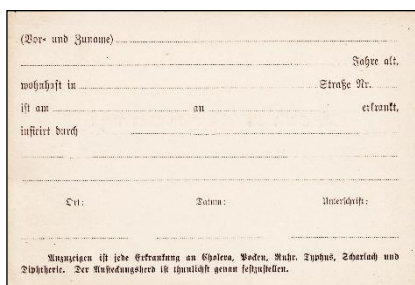 (Vor- und Zuname)
Jahre alt.
wohnhaft in Straße Nr.
ist am an erkrankt,
inficirt durch
Ort: Datum: Unterschrift:
Anzuzeigen ist jede Erkrankung an Cholera, Pocken, Ruhr, Typhus, Scharlach und
Diphtherie. Der Ansteckungsherd ist thunlichst genau festzustellen.